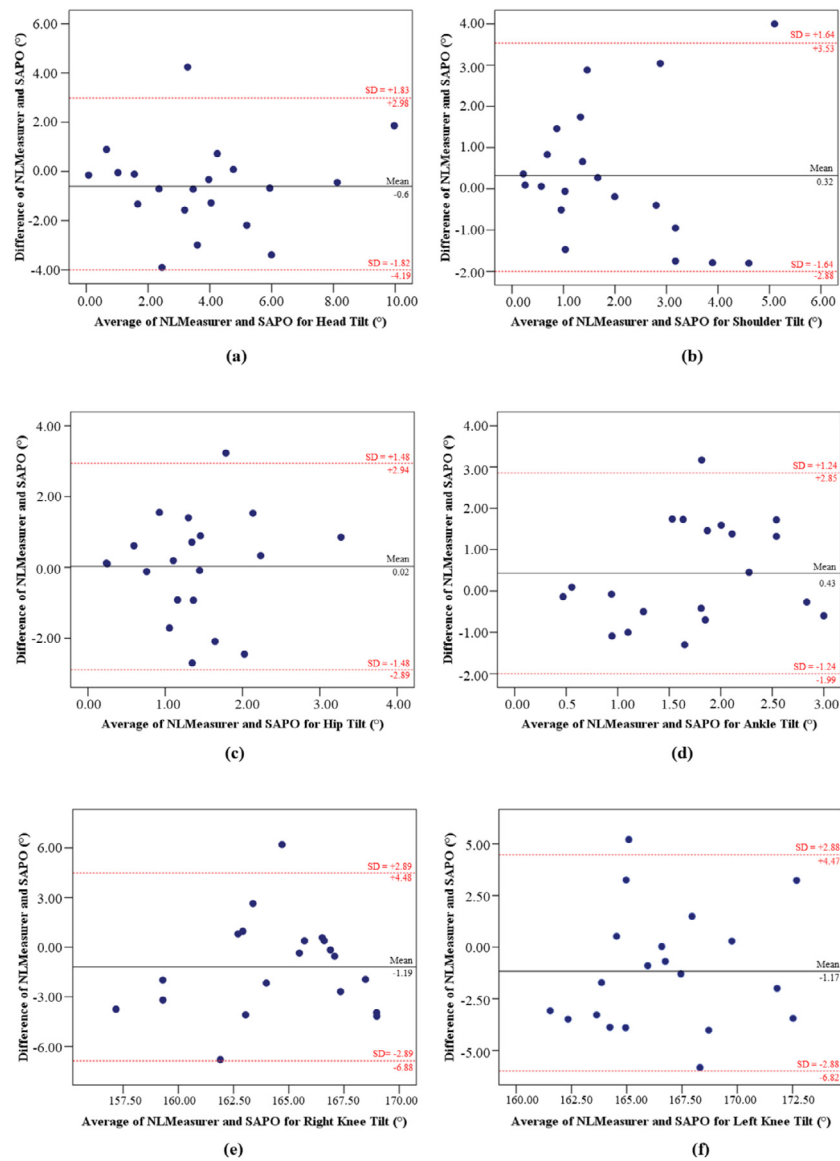 6.00
4.00
2.00
0.00
-2.00
-4.00
Difference of NLMeasurer and SAPO (°)
SD = +1.83
+2.98
Mean
-0.6
SD = -1.82
-4.19
0.00 2.00 4.00 6.00 8.00 10.00
Average of NLMeasurer and SAPO for Head Tilt (°)
(a)
4.00
3.00
2.00
1.00
0.00
-1.00
-2.00
Difference of NLMeasurer and SAPO (°)
SD = +1.64
+3.53
Mean
0.32
SD = -1.64
-2.88
0.00 1.00 2.00 3.00 4.00 5.00 6.00
Average of NLMeasurer and SAPO for Shoulder Tilt (°)
(b)
4.00
2.00
0.00
-2.00
Difference of NLMeasurer and SAPO (°)
SD = +1.48
+2.94
Mean
0.02
SD = -1.48
-2.89
0.00 1.00 2.00 3.00 4.00
Average of NLMeasurer and SAPO for Hip Tilt (°)
(c)
4.00
3.00
2.00
1.00
0.00
-1.00
-2.00
Difference of NLMeasurer and SAPO (°)
SD = +1.24
+2.85
Mean
0.43
SD = -1.24
-1.99
0.00 0.5 1.00 1.5 2.00 2.5 3.00
Average of NLMeasurer and SAPO for Ankle Tilt (°)
(d)
6.00
3.00
0.00
-3.00
-6.00
Difference of NLMeasurer and SAPO (°)
SD = +2.89
+4.48
Mean
-1.19
SD= -2.89
-6.88
157.50 160.00 162.50 165.00 167.50 170.00
Average of NLMeasurer and SAPO for Right Knee Tilt (°)
(e)
5.00
2.50
0.00
-2.50
-5.00
Difference of NLMeasurer and SAPO (°)
SD = +2.88
+4.47
Mean
-1.17
SD = -2.88
-6.82
160.00 162.50 165.00 167.50 170.00 172.50
Average of NLMeasurer and SAPO for Left Knee Tilt (°)
(f)